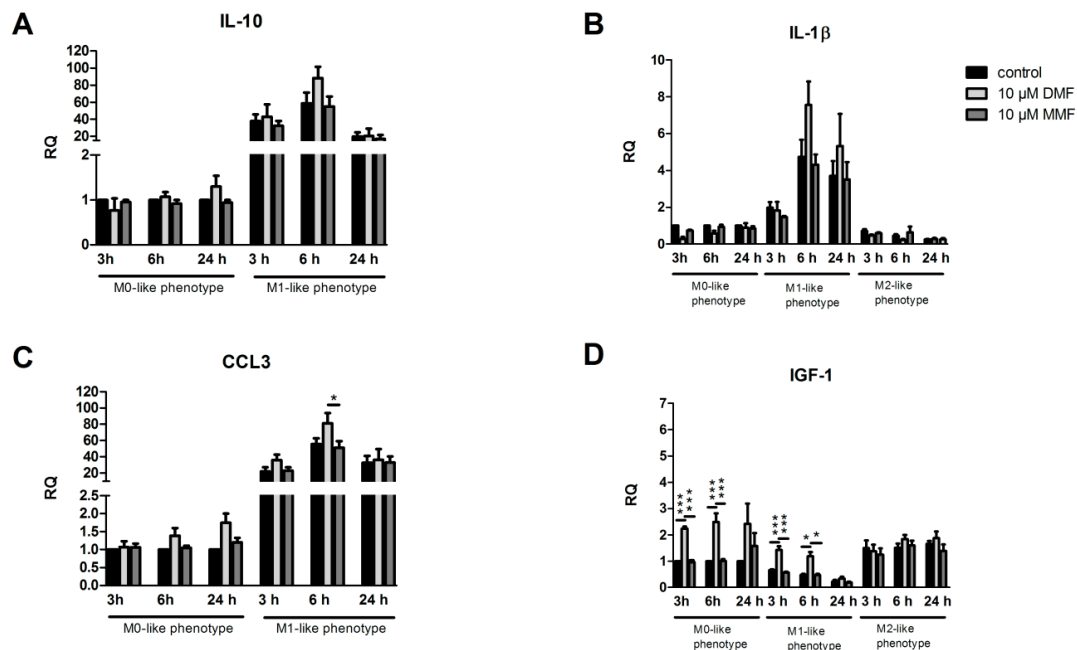 A
IL-10
RQ
120
100
80
60
40
20
2
1
0
3h 6h 24 h 3 h 6 h 24 h
M0-like phenotype M1-like phenotype
B
IL-1β
RQ
10
8
6
4
2
0
3 h 6 h 24 h 3 h 6 h 24 h 3 h 6 h 24 h
M0-like phenotype
M1-like phenotype
M2-like phenotype
control
10 μM DMF
10 μM MMF
C
CCL3
RQ
120
100
80
60
40
20
2.5
2.0
1.5
1.0
0.5
0.0
*
3h 6h 24 h 3 h 6 h 24 h
M0-like phenotype M1-like phenotype
D
IGF-1
RQ
7
6
5
4
3
2
1
0
*** *** *** *** *** *** * *
3h 6h 24 h 3 h 6 h 24 h 3 h 6 h 24 h
M0-like phenotype
M1-like phenotype
M2-like phenotype